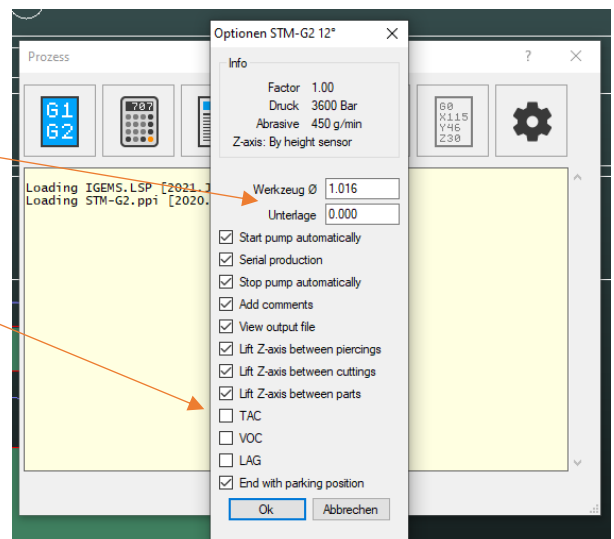 Optionen STM-G2 12°
Prozess
?
Info
Factor 1.00
Druck 3600 Bar
Abrasive 450 g/min
Z-axis: By height sensor
G1
G2
707
G0
X115
Y46
Z30
Loading IGEMS.LSP [2021.
Loading STM-G2.ppi [2020.
Werkzeug Ø 1.016
Unterlage 0.000
Start pump automatically
Serial production
Stop pump automatically
Add comments
View output file
Lift Z-axis between piercings
Lift Z-axis between cuttings
Lift Z-axis between parts
TAC
VOC
LAG
End with parking position
Ok Abbrechen